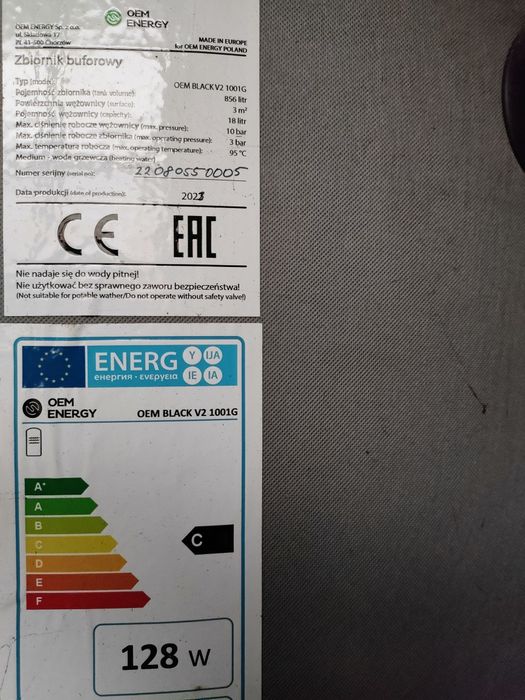 OEM
ENERGY
OEM ENERGY Sp. z o.o.
ul. Składowa 17
PL 41-500 Chorzów
MADE IN EUROPE
for OEM ENERGY POLAND
Zbiornik buforowy
Typ (model): OEM BLACK V2 1001G
Pojemność zbiornika (tank volume): 856 litr
Powierzchnia wężownicy (surface): 3 m²
Pojemność wężownicy (capicity): 18 litr
Max. ciśnienie robocze wężownicy (max. pressure): 10 bar
Max. ciśnienie robocze zbiornika (max. operating pressure): 3 bar
Max. temperatura robocza (max. operating temperature): 95 °C
Medium - woda grzewcza (heating water)
Numer seryjny (serial no): 22080550005
Data produkcji (date of production): 2023
CE EAC
Nie nadaje się do wody pitnej!
Nie użytkować bez sprawnego zaworu bezpieczeństwa!
(Not suitable for potable wather/Do not operate without safety valve!)
ENERG Y UA
енергия · ενεργεια IE IA
OEM
ENERGY
OEM BLACK V2 1001G
A+
A
B
C
C
D
E
F
128 W